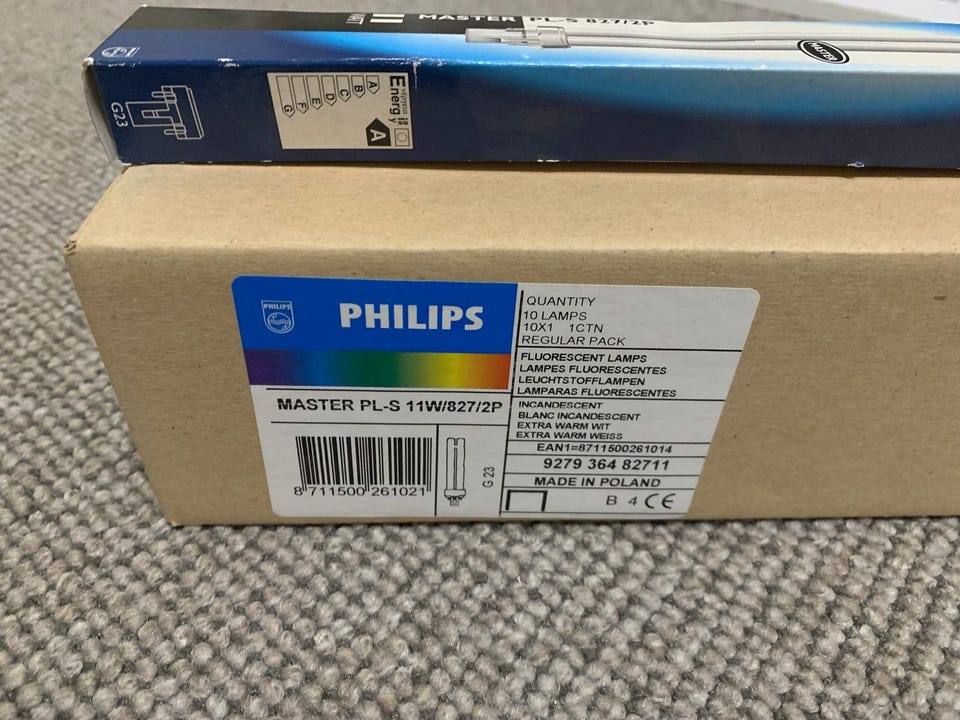 MASTER PL-S 827/2P
MASTER
G23
Energy
A
B
C
D
E
F
G
A
PHILIPS
PHILIPS
MASTER PL-S 11W/827/2P
8 711500 261021
G 23
QUANTITY
10 LAMPS
10X1 1CTN
REGULAR PACK
FLUORESCENT LAMPS
LAMPES FLUORESCENTES
LEUCHTSTOFFLAMPEN
LAMPARAS FLUORESCENTES
INCANDESCENT
BLANC INCANDESCENT
EXTRA WARM WIT
EXTRA WARM WEISS
EAN1=8711500261014
9279 364 82711
MADE IN POLAND
B 4 CE